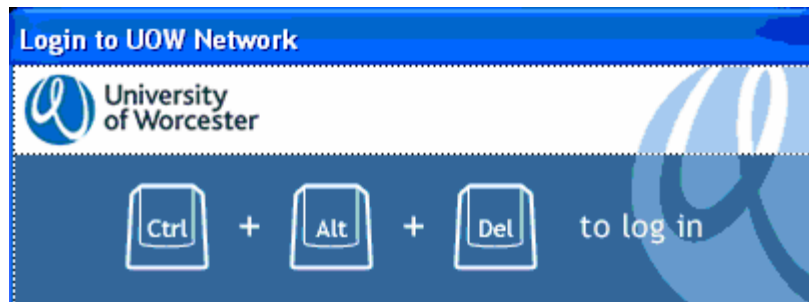 Login to UOW Network
University
of Worcester
Ctrl + Alt + Del to log in